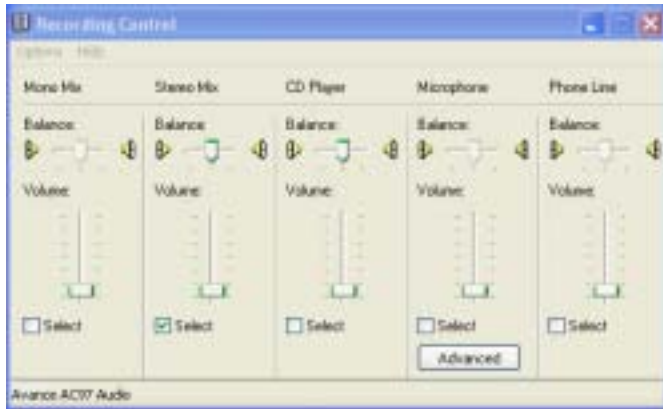 Recording Control
Options Help
Mono Mix Stereo Mix CD Player Microphone Phone Line
Balance: Balance: Balance: Balance: Balance:
Volume: Volume: Volume: Volume: Volume:
Select Select Select Select Select
Advanced
Avance AC97 Audio